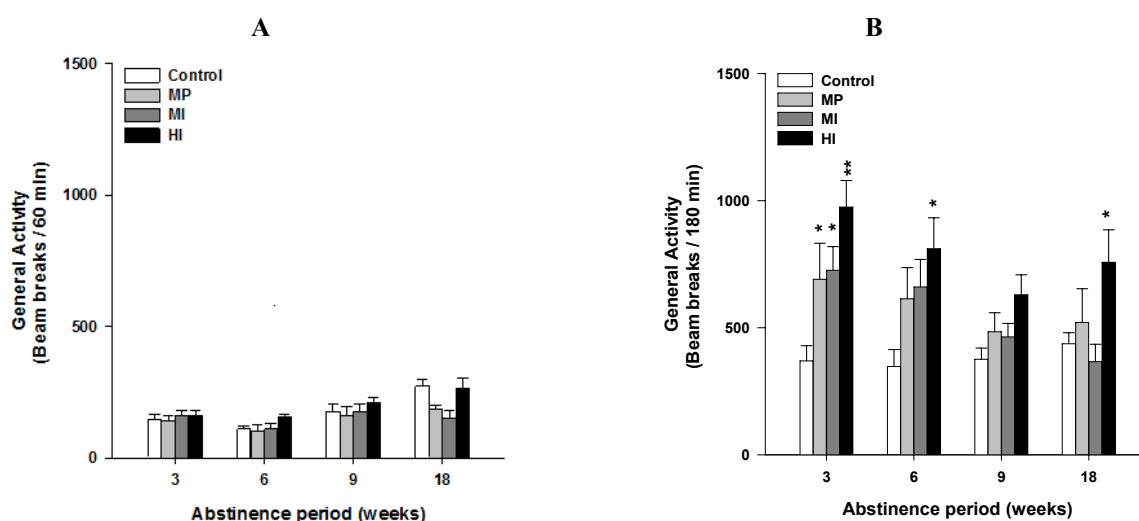 A
1500
1000
500
0
General Activity
(Beam breaks / 60 min)
Control
MP
MI
HI
3 6 9 18
Abstinence period (weeks)
B
1500
1000
500
0
General Activity
(Beam breaks / 180 min)
Control
MP
MI
HI
* * ** * *
3 6 9 18
Abstinence period (weeks)